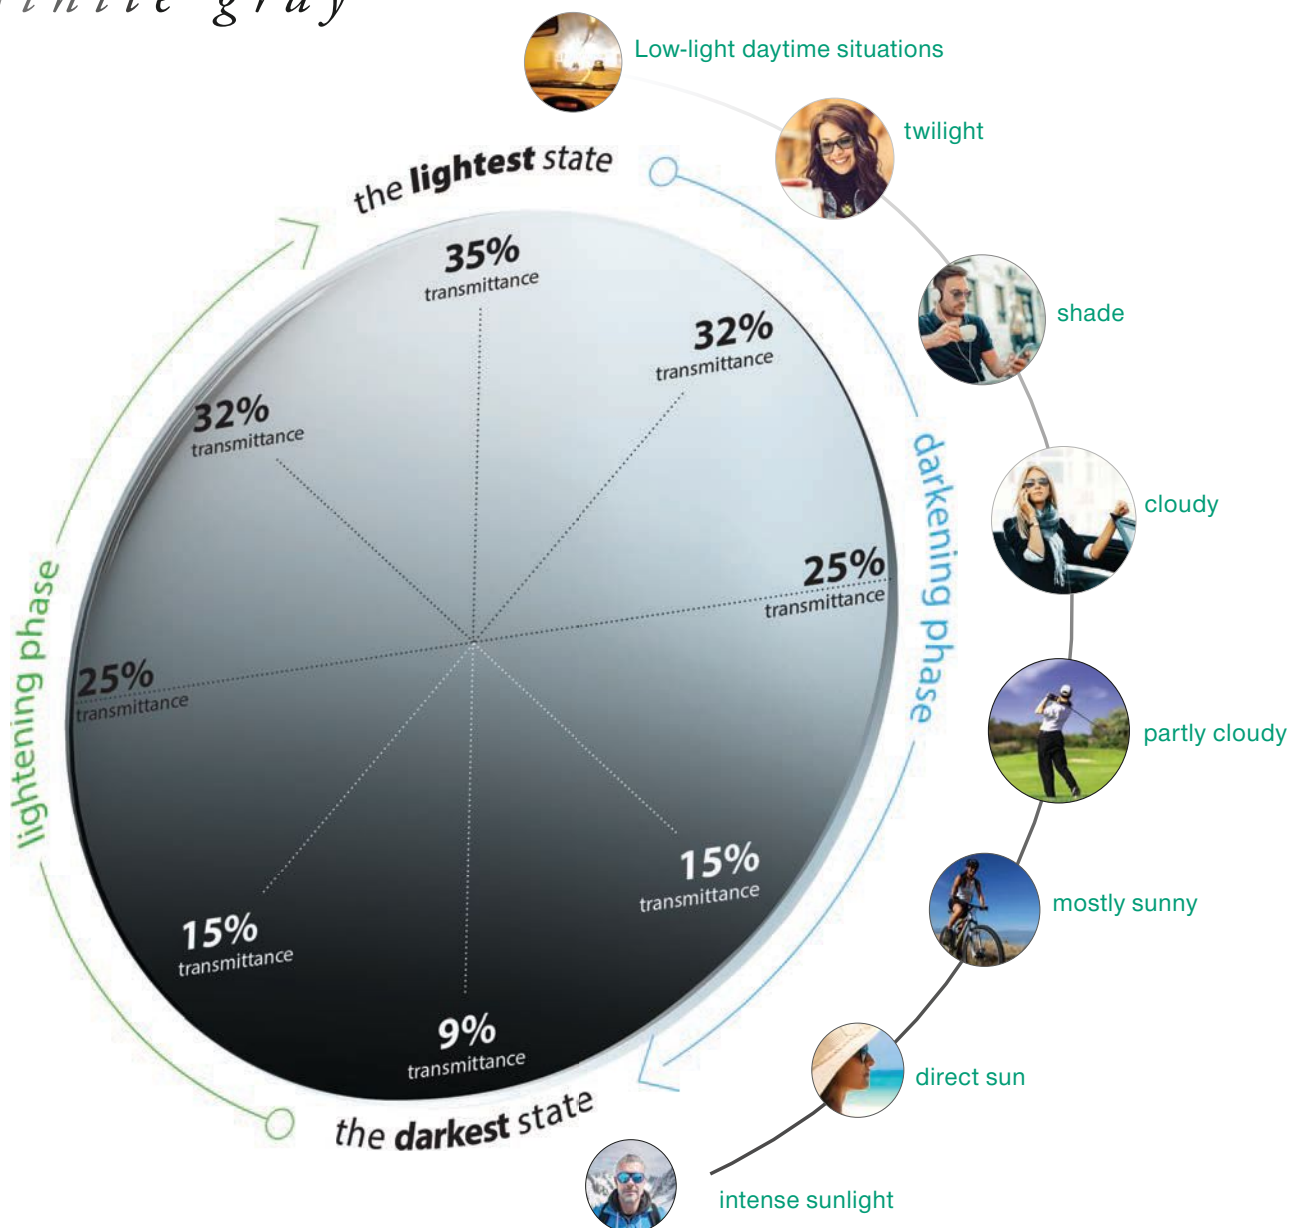 gray
Low-light daytime situations
twilight
the lightest state
shade
35%
transmittance
32%
transmittance
32%
transmittance
darkening phase
cloudy
25%
transmittance
lightening phase
25%
transmittance
partly cloudy
15%
transmittance
mostly sunny
15%
transmittance
9%
transmittance
direct sun
the darkest state
intense sunlight